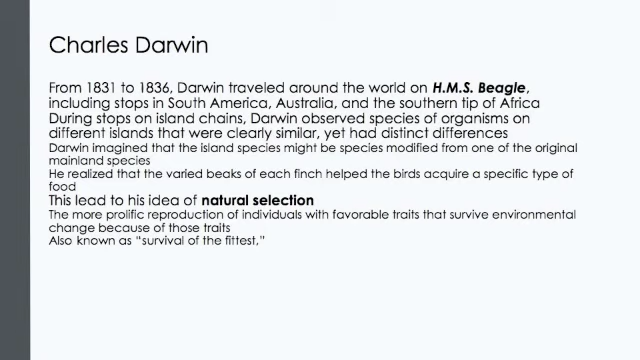 Charles Darwin
From 1831 to 1836, Darwin traveled around the world on H.M.S. Beagle,
including stops in South America, Australia, and the southern tip of Africa
During stops on island chains, Darwin observed species of organisms on
different islands that were clearly similar, yet had distinct differences
Darwin imagined that the island species might be species modified from one of the original
mainland species
He realized that the varied beaks of each finch helped the birds acquire a specific type of
food
This lead to his idea of natural selection
The more prolific reproduction of individuals with favorable traits that survive environmental
change because of those traits
Also known as “survival of the fittest,”